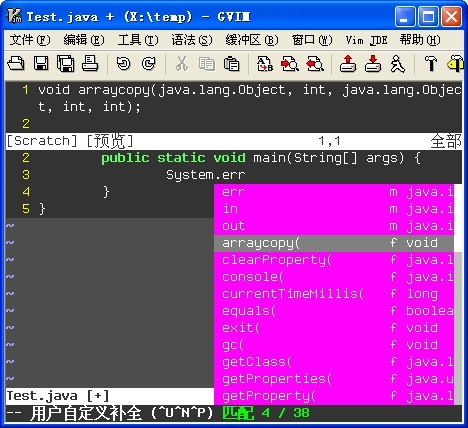 Test.java + (X:\temp) - GVIM
文件(F) 编辑(E) 工具(T) 语法(S) 缓冲区(B) 窗口(W) Vim JDE 帮助(H)
1 void arraycopy(java.lang.Object, int, java.lang.Objec
t, int, int);
2
[Scratch] [预览] 1,1 全部
2 public static void main(String[] args) {
3 System.err
4 }
5 }
~
~
~
~
~
~
~
~
~
~
err m java.i
in m java.i
out m java.i
arraycopy( f void
clearProperty( f java.l
console( f java.i
currentTimeMillis( f long
equals( f boolea
exit( f void
gc( f void
getClass( f java.l
getProperties( f java.u
getProperty( f java.l
Test.java [+]
-- 用户自定义补全 (^U^N^P) 匹配 4 / 38